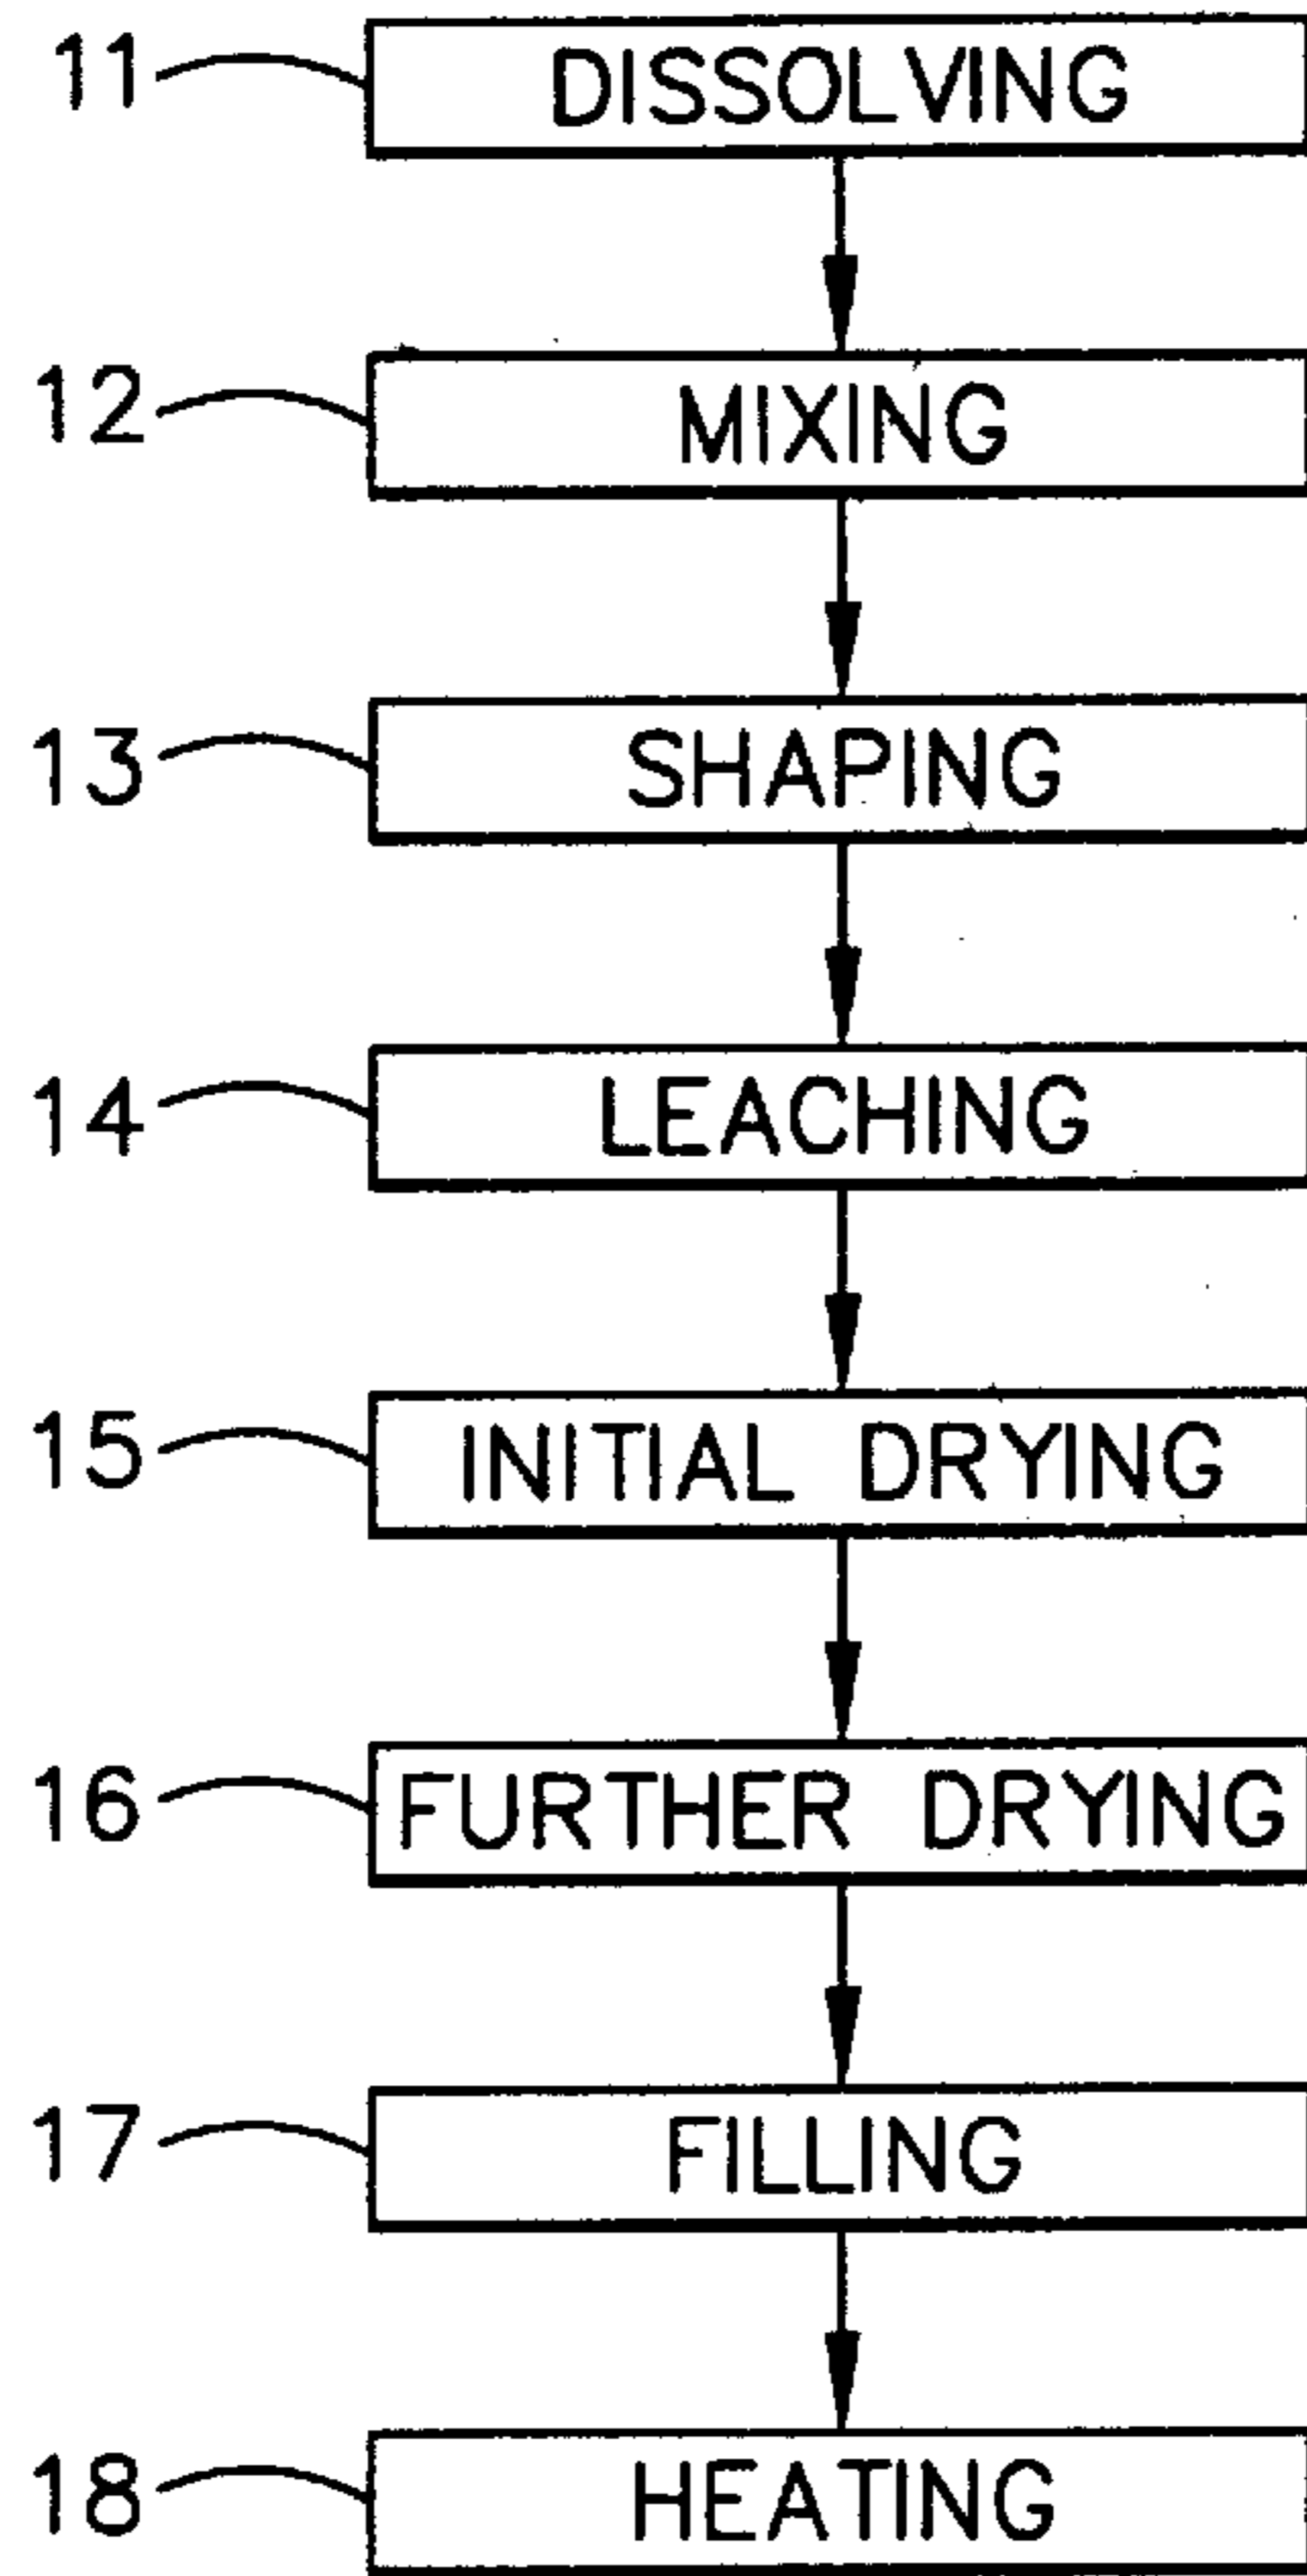 11 DISSOLVING
12 MIXING
13 SHAPING
14 LEACHING
15 INITIAL DRYING
16 FURTHER DRYING
17 FILLING
18 HEATING